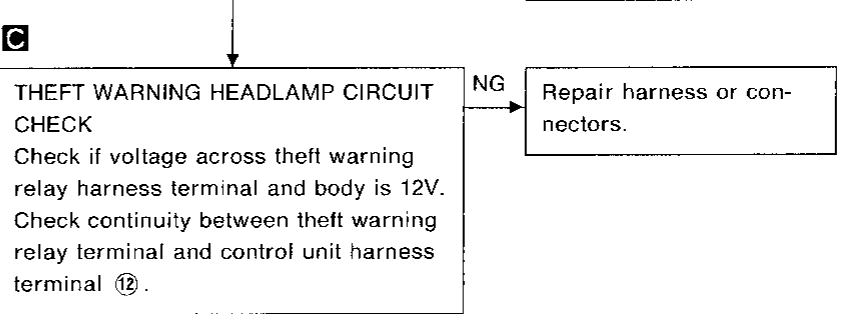 C
THEFT WARNING HEADLAMP CIRCUIT
CHECK
Check if voltage across theft warning
relay harness terminal and body is 12V.
Check continuity between theft warning
relay terminal and control unit harness
terminal ⑫.
NG
Repair harness or con-
nectors.